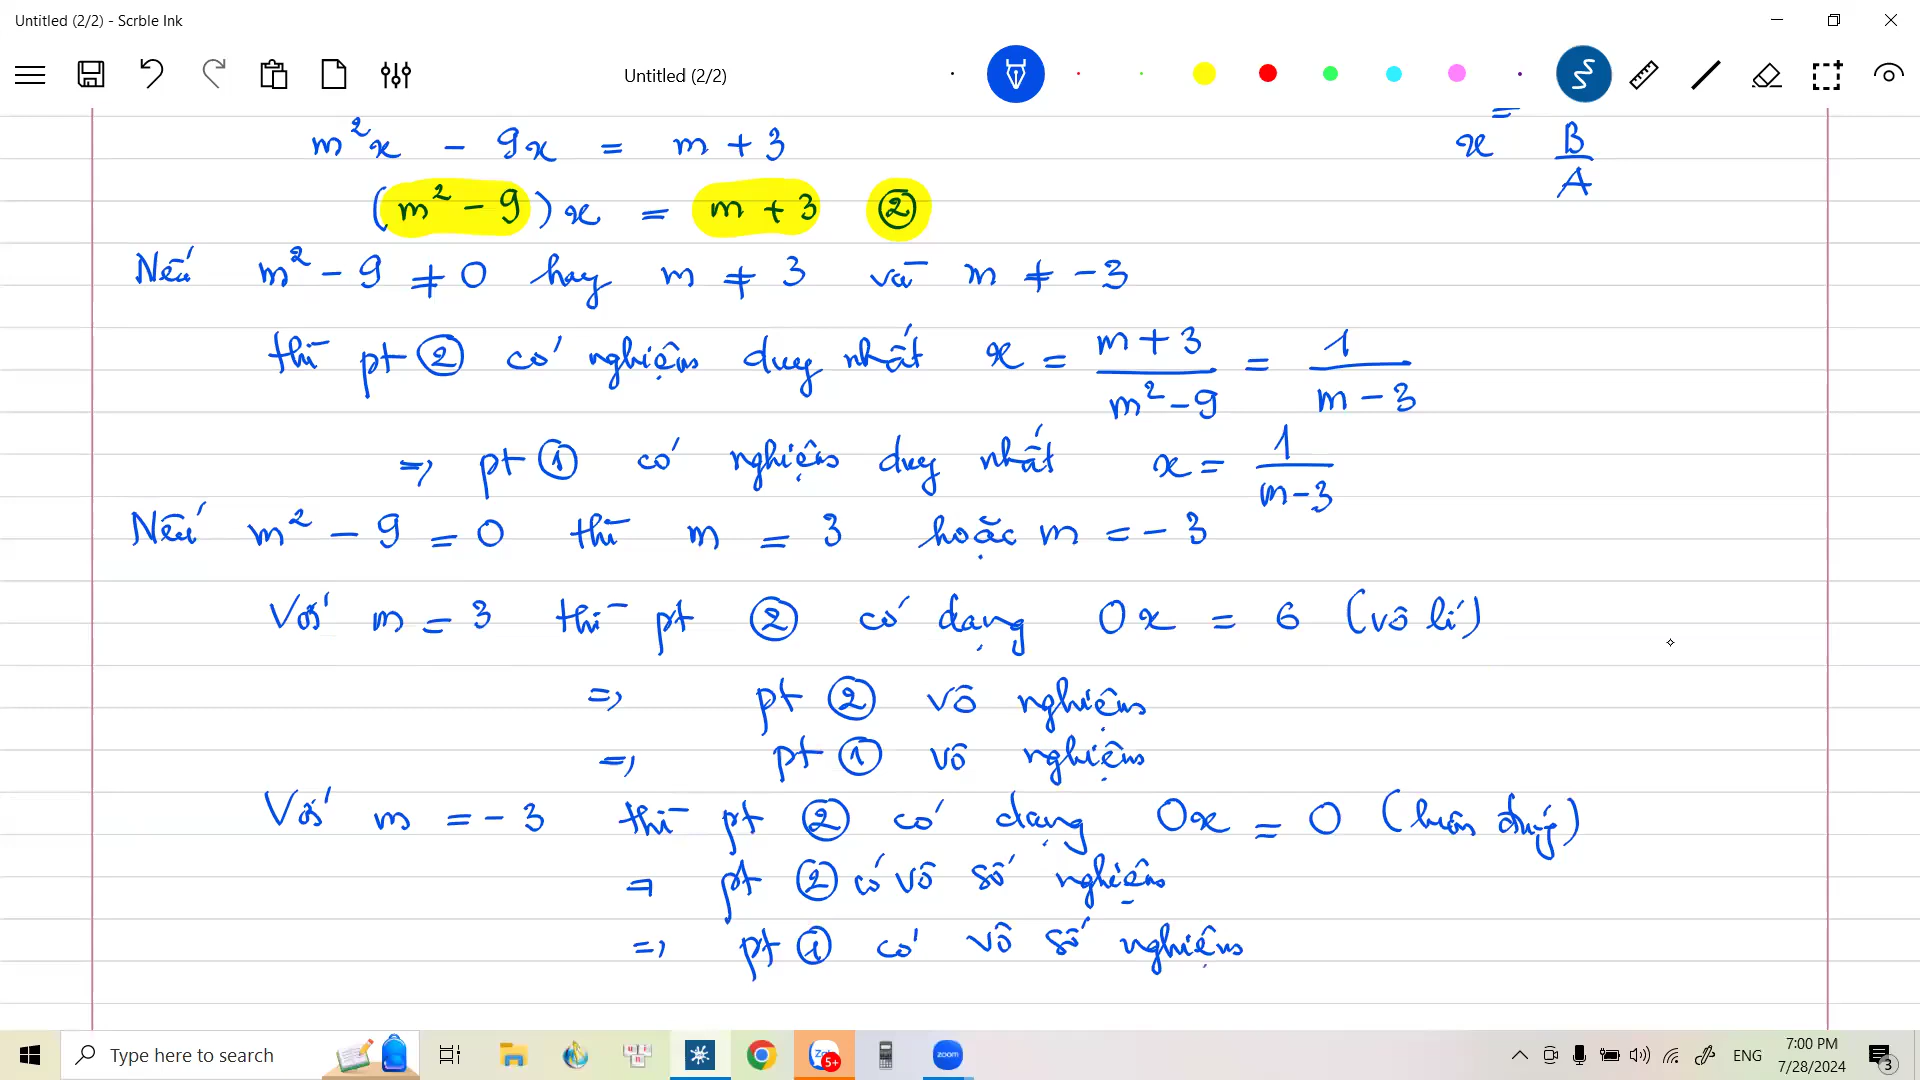 Untitled (2/2) - Scrble Ink
Untitled (2/2)
m²x - 9x = m + 3
x = B/A
(m² - 9)x = m + 3 ②
Nếu m² - 9 ≠ 0 hay m ≠ 3 và m ≠ -3
thì pt ② có nghiệm duy nhất x = (m + 3)/(m² - 9) = 1/(m - 3)
=> pt ① có nghiệm duy nhất x = 1/(m - 3)
Nếu m² - 9 = 0 thì m = 3 hoặc m = -3
Với m = 3 thì pt ② có dạng 0x = 6 (vô lí)
=> pt ② vô nghiệm
=> pt ① vô nghiệm
Với m = -3 thì pt ② có dạng 0x = 0 (luôn đúng)
=> pt ② có vô số nghiệm
=> pt ① có vô số nghiệm
Type here to search
5+
zoom
ENG
7:00 PM
7/28/2024
3